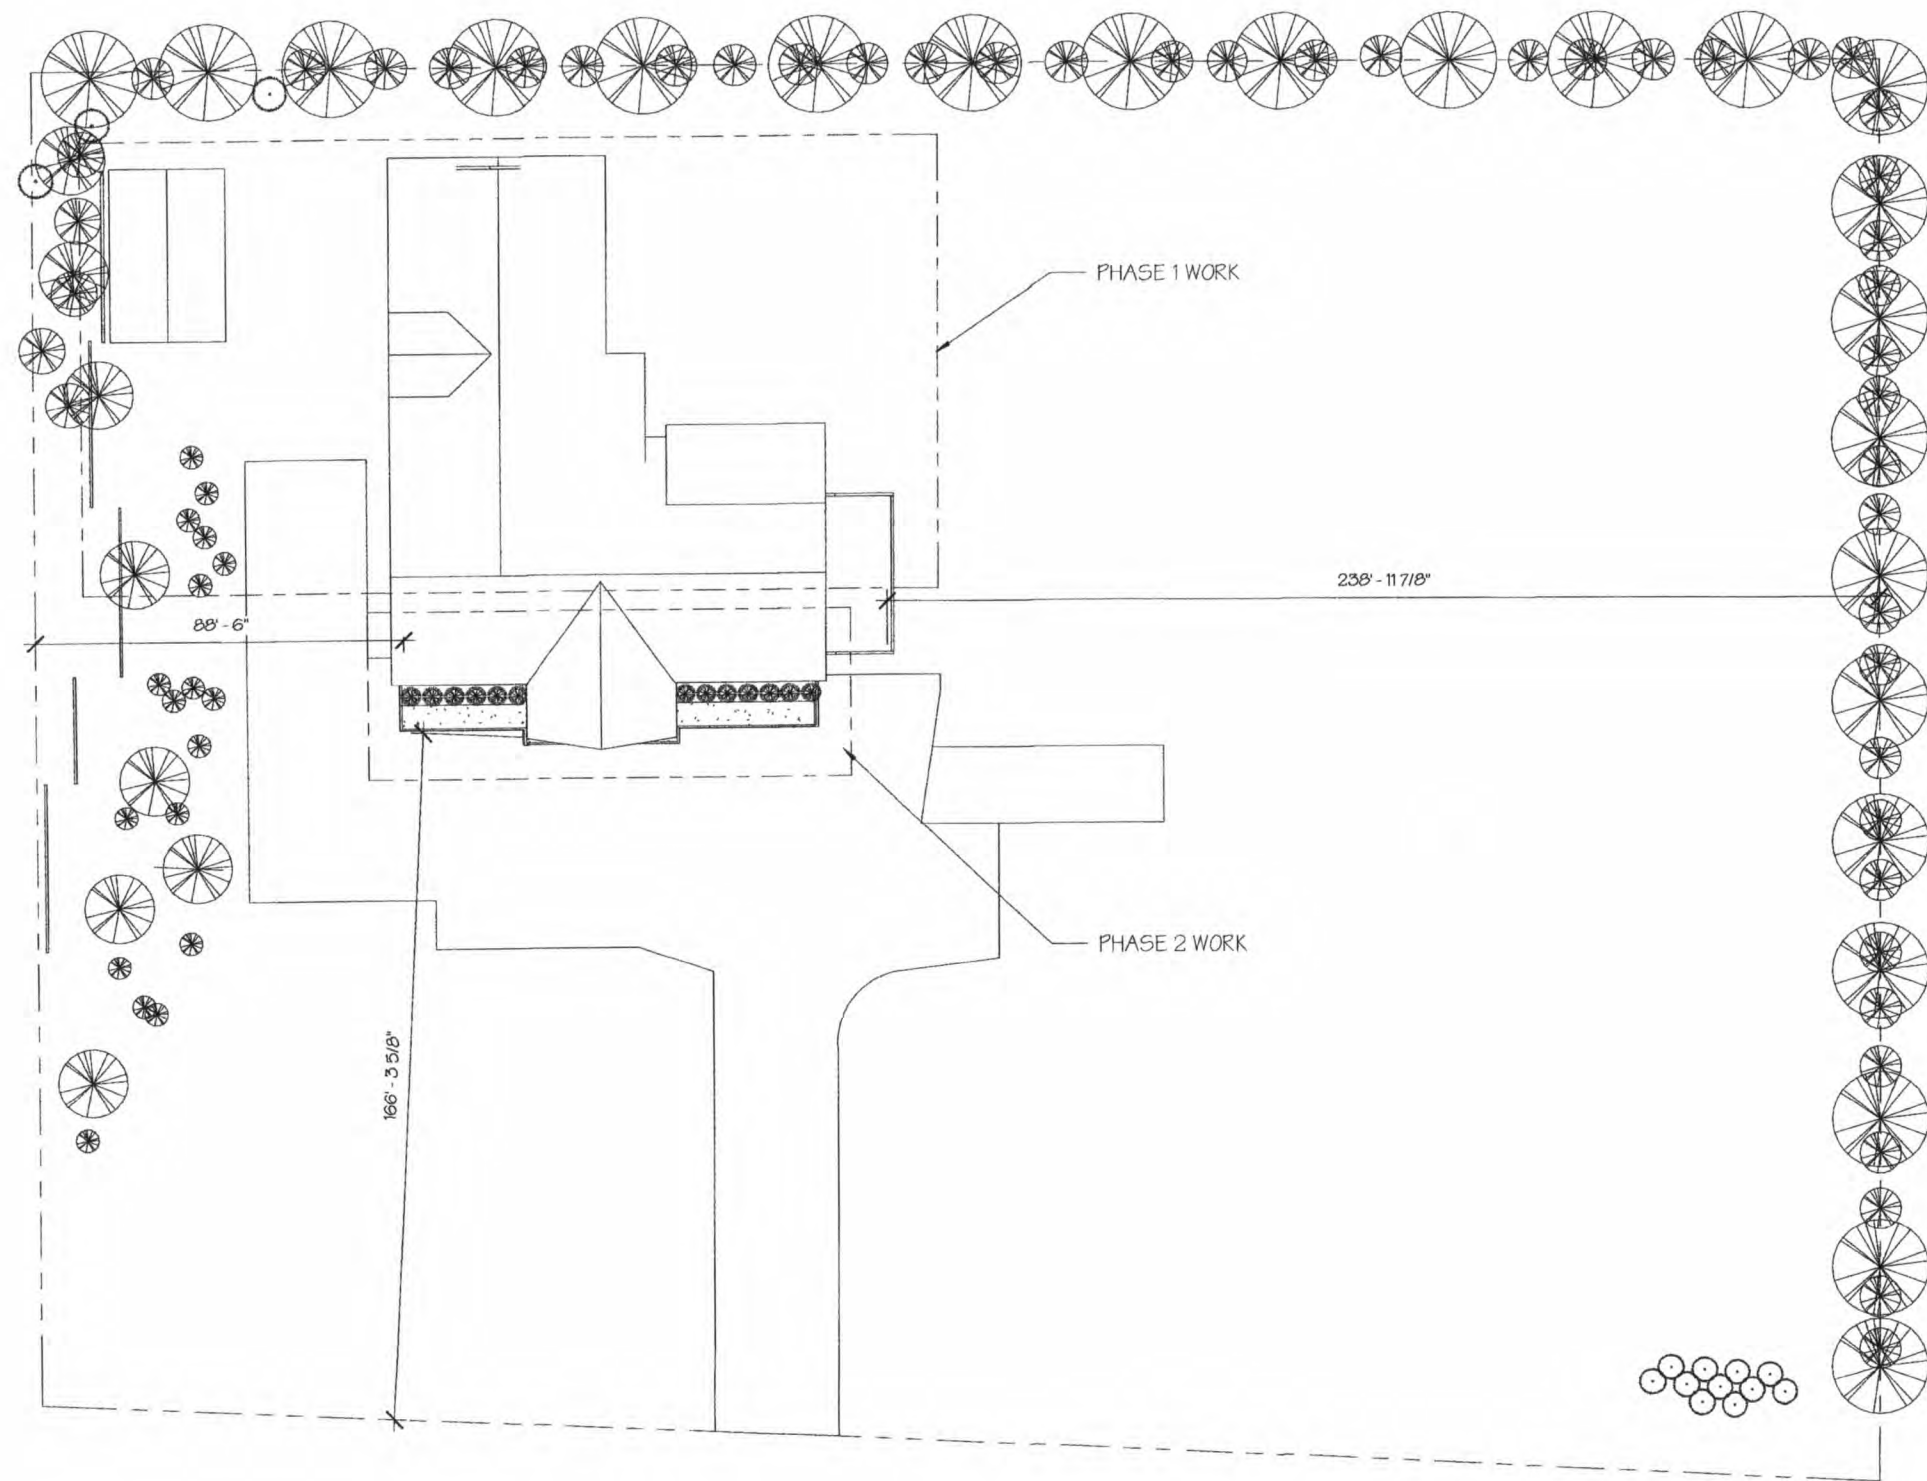 PHASE 1 WORK
238' - 11 7/8"
88' - 6"
PHASE 2 WORK
166' - 3 5/8"